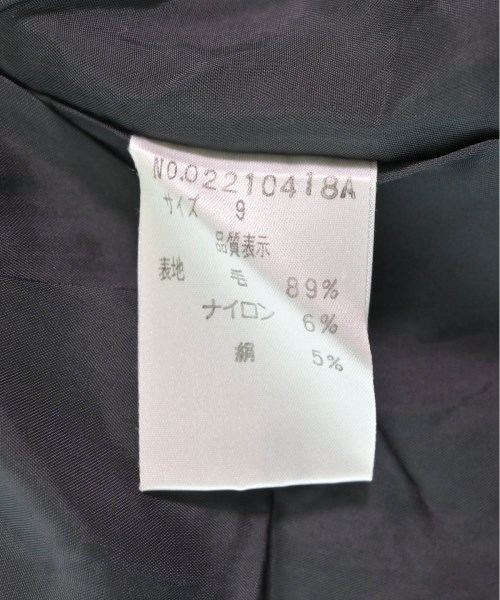 NO.02210418A
サイズ 9
品質表示
表地 毛 89%
ナイロン 6%
絹 5%